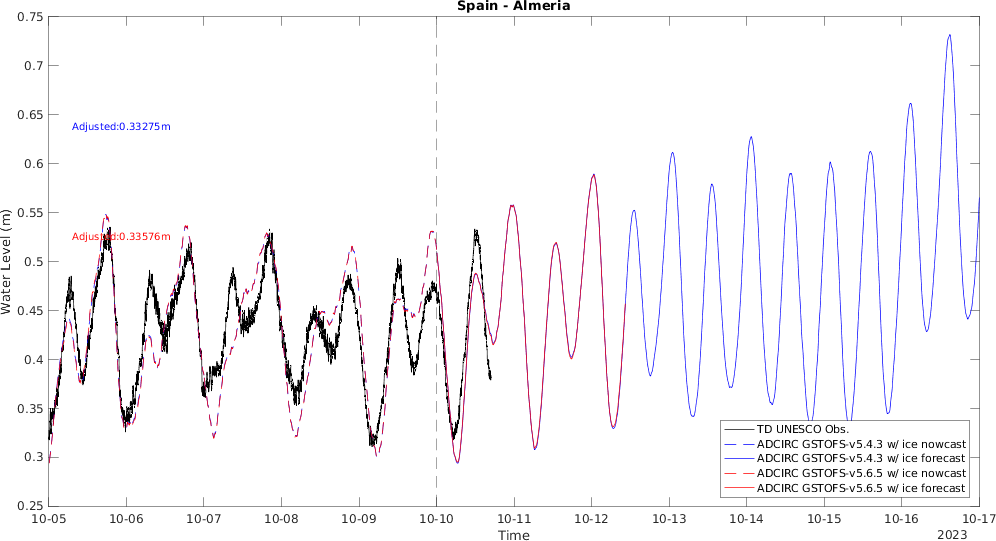 Spain - Almeria
0.75
0.7
0.65
0.6
0.55
0.5
0.45
0.4
0.35
0.3
0.25
Water Level (m)
Adjusted:0.33275m
Adjusted:0.33576m
TD UNESCO Obs.
ADCIRC GSTOFS-v5.4.3 w/ ice nowcast
ADCIRC GSTOFS-v5.4.3 w/ ice forecast
ADCIRC GSTOFS-v5.6.5 w/ ice nowcast
ADCIRC GSTOFS-v5.6.5 w/ ice forecast
10-05 10-06 10-07 10-08 10-09 10-10 10-11 10-12 10-13 10-14 10-15 10-16 10-17
Time
2023